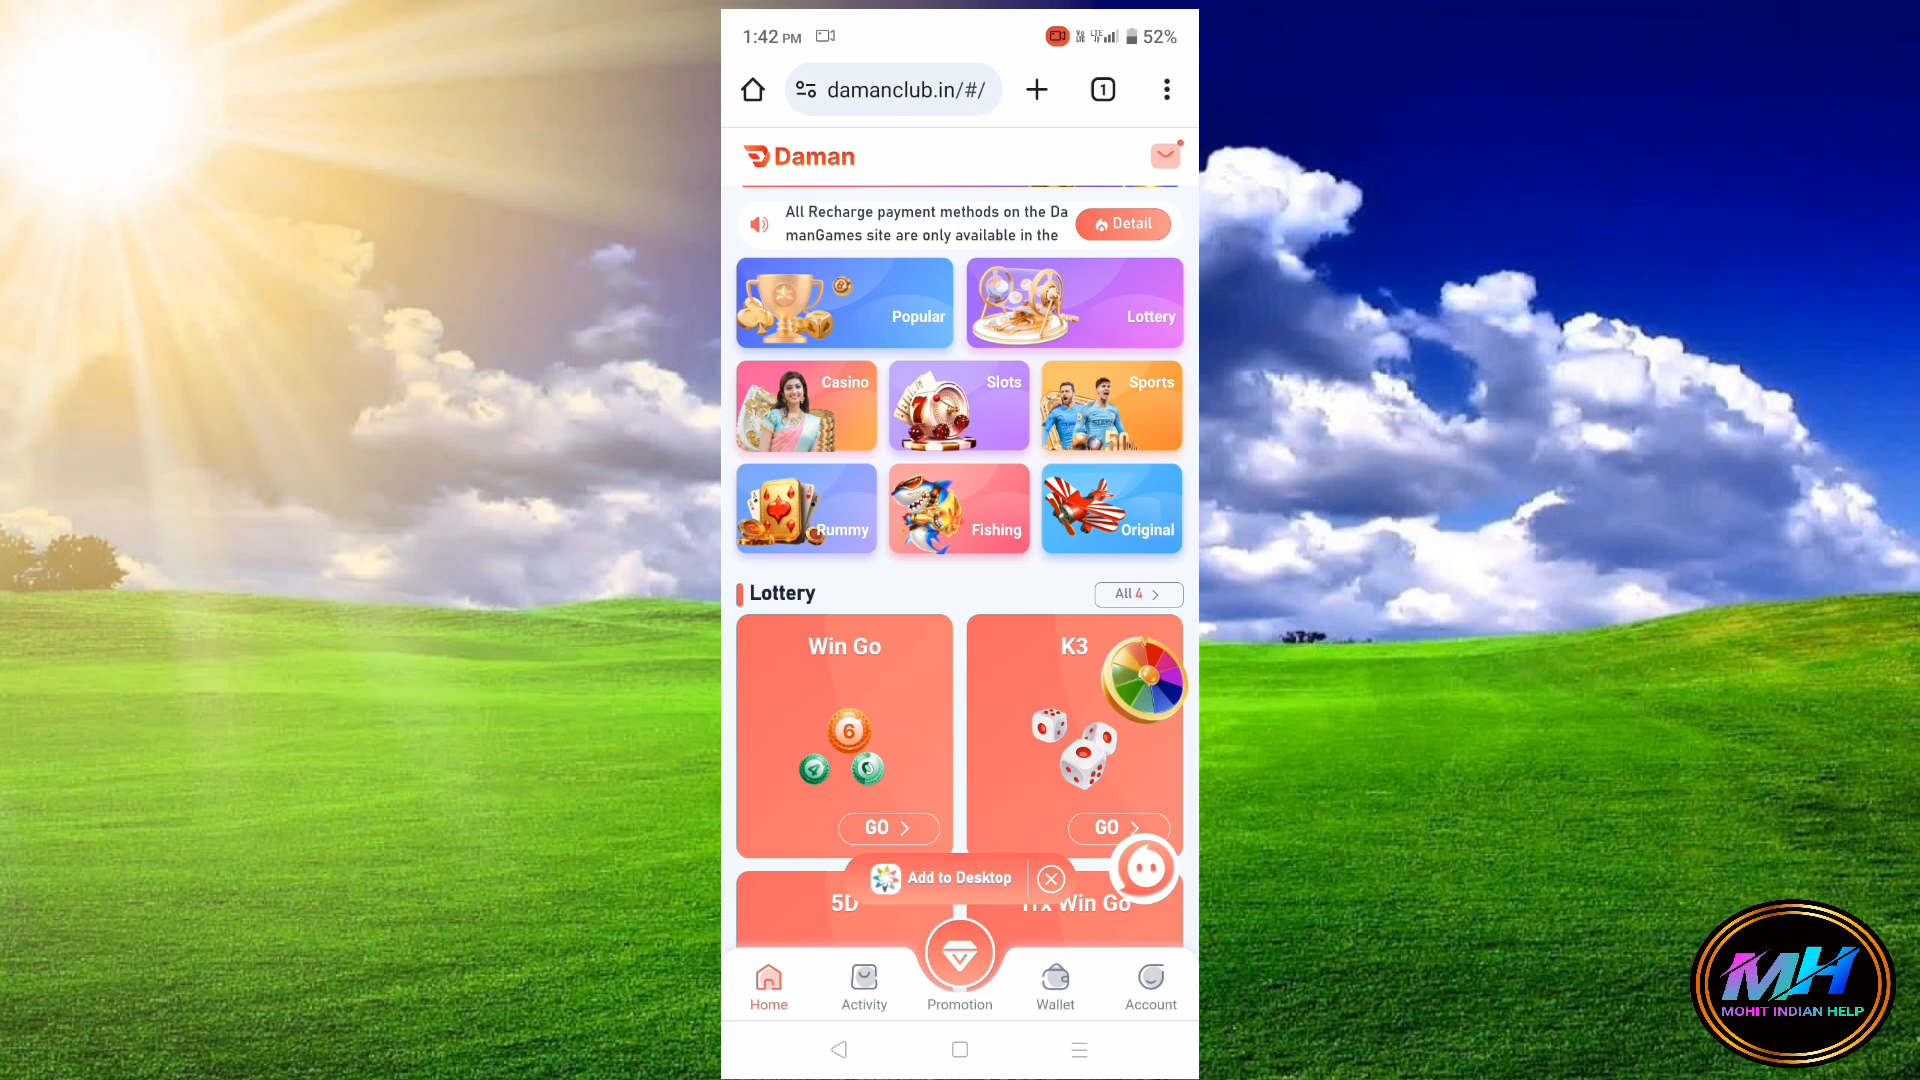 1:42 PM
52%
damanclub.in/#/
1
Daman
All Recharge payment methods on the Da
manGames site are only available in the
Detail
Popular
Lottery
Casino
Slots
Sports
Rummy
Fishing
Original
Lottery
All 4
Win Go
K3
6
4
GO
GO
Add to Desktop
5D
Win Go
Home
Activity
Promotion
Wallet
Account
MH
MOHIT INDIAN HELP